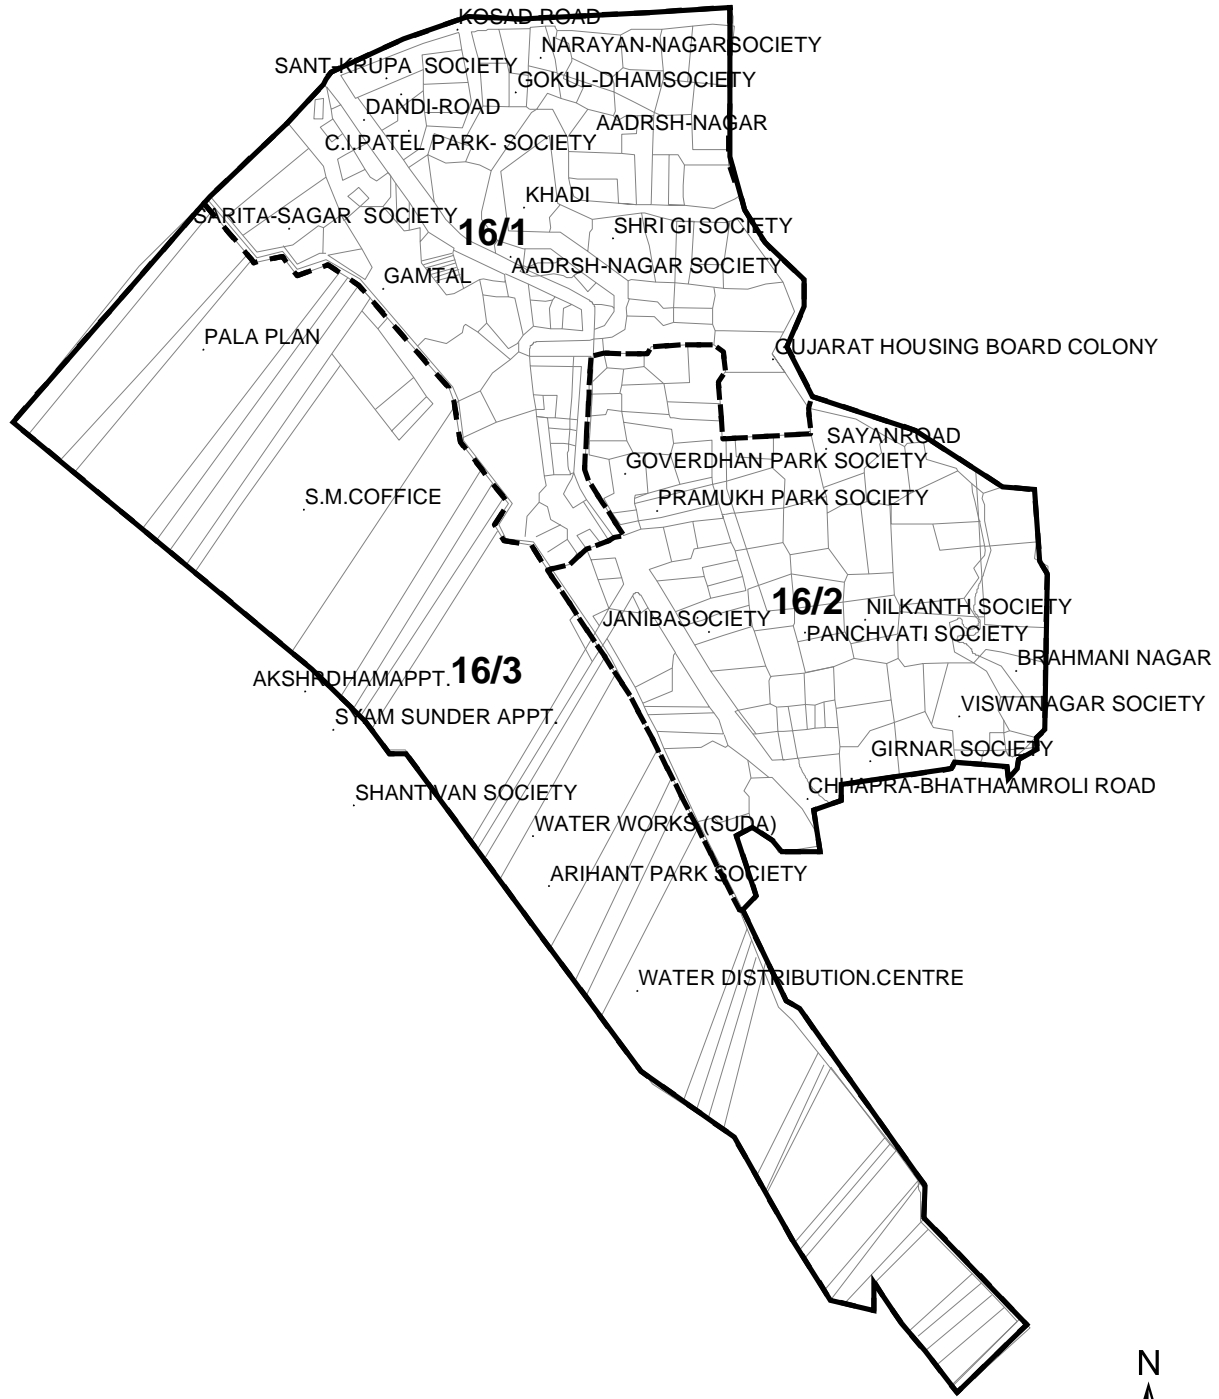 KOSAD ROAD
NARAYAN-NAGARSOCIETY
SANT-KRUPA SOCIETY
GOKUL-DHAMSOCIETY
DANDI-ROAD
AADRSH-NAGAR
C.I.PATEL PARK- SOCIETY
KHADI
SARITA-SAGAR SOCIETY
16/1
SHRI GI SOCIETY
AADRSH-NAGAR SOCIETY
GAMTAL
PALA PLAN
GUJARAT HOUSING BOARD COLONY
SAYANROAD
GOVERDHAN PARK SOCIETY
S.M.COFFICE
PRAMUKH PARK SOCIETY
16/2
NILKANTH SOCIETY
JANIBASOCIETY
PANCHVATI SOCIETY
BRAHMANI NAGAR
AKSHRDHAMAPPT.
16/3
VISWANAGAR SOCIETY
SYAM SUNDER APPT.
GIRNAR SOCIETY
CHHAPRA-BHATHAAMROLI ROAD
SHANTIVAN SOCIETY
WATER WORKS (SUDA)
ARIHANT PARK SOCIETY
WATER DISTRIBUTION.CENTRE
N